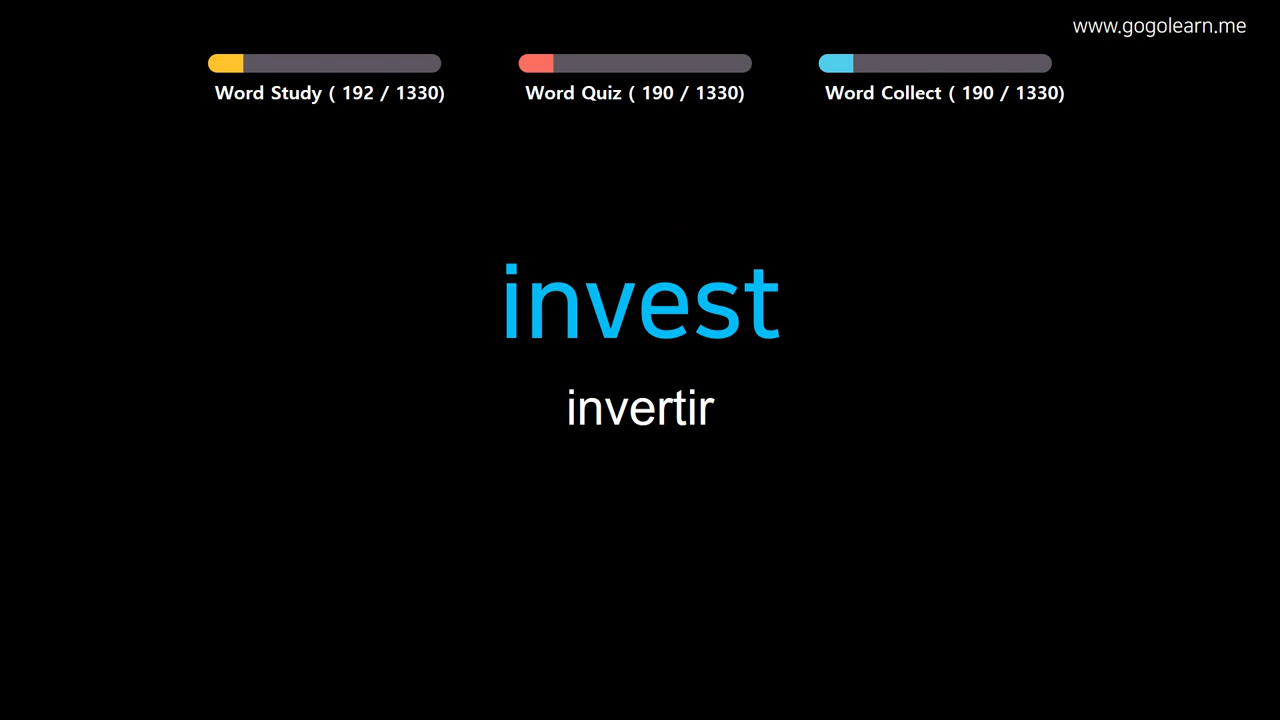 www.gogolearn.me
Word Study ( 192 / 1330)
Word Quiz ( 190 / 1330)
Word Collect ( 190 / 1330)
invest
invertir